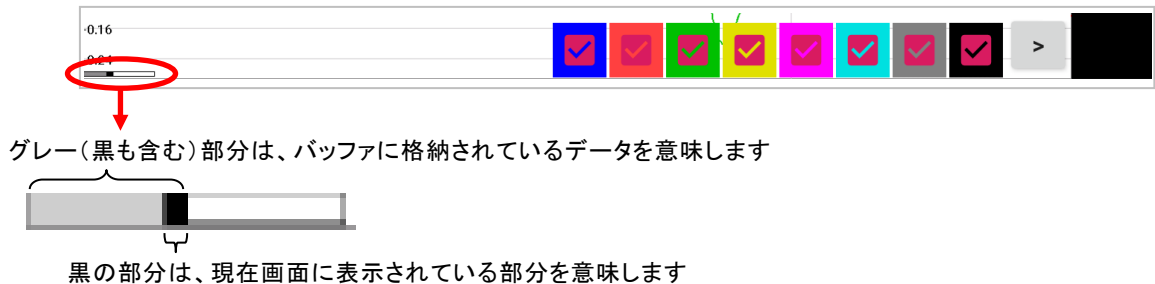 -0.16
-0.24
>
グレー(黒も含む)部分は、バッファに格納されているデータを意味します
黒の部分は、現在画面に表示されている部分を意味します